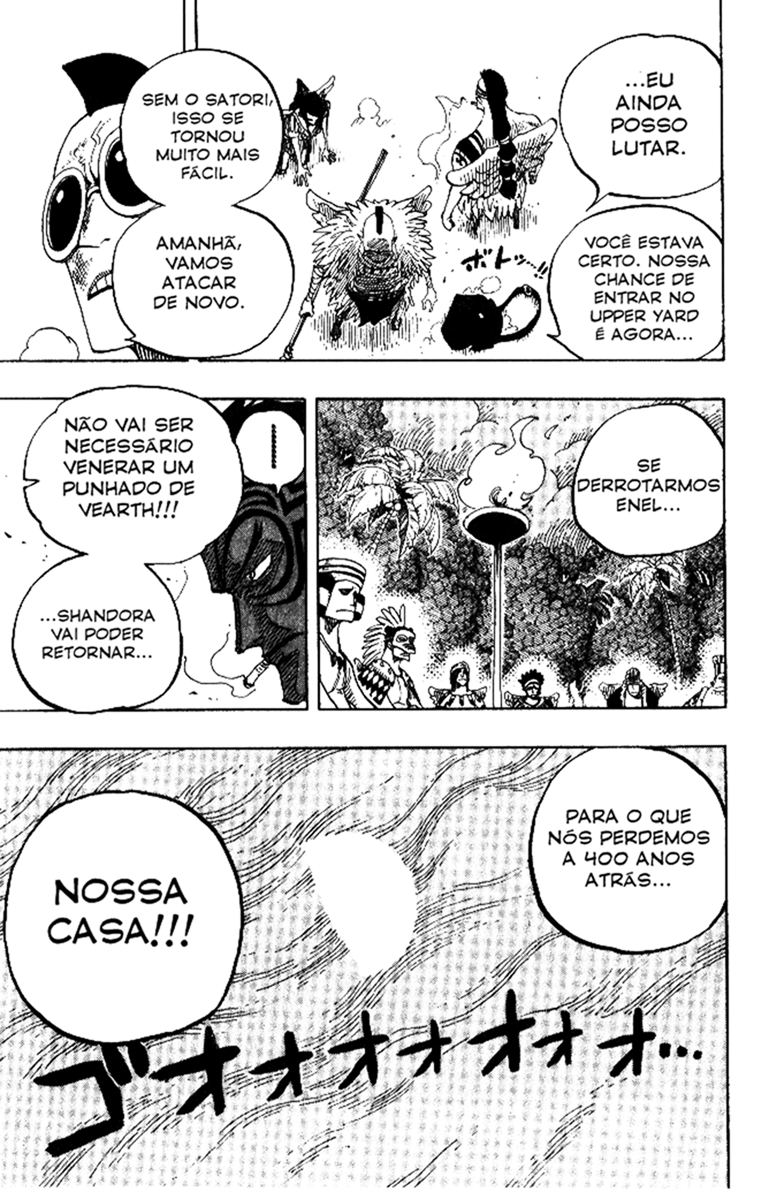 ...EU
AINDA
POSSO
LUTAR.
VOCÊ ESTAVA
CERTO. NOSSA
CHANCE DE
ENTRAR NO
UPPER YARD
É AGORA...
ボトッ...!!
SEM O SATORI,
ISSO SE
TORNOU
MUITO MAIS
FÁCIL.
AMANHÃ,
VAMOS
ATACAR
DE NOVO.
SE
DERROTARMOS
ENEL...
NÃO VAI SER
NECESSÁRIO
VENERAR UM
PUNHADO DE
VEARTH!!!
...SHANDORA
VAI PODER
RETORNAR...
PARA O QUE
NÓS PERDEMOS
A 400 ANOS
ATRÁS...
NOSSA
CASA!!!
ゴオオオオオオオ...